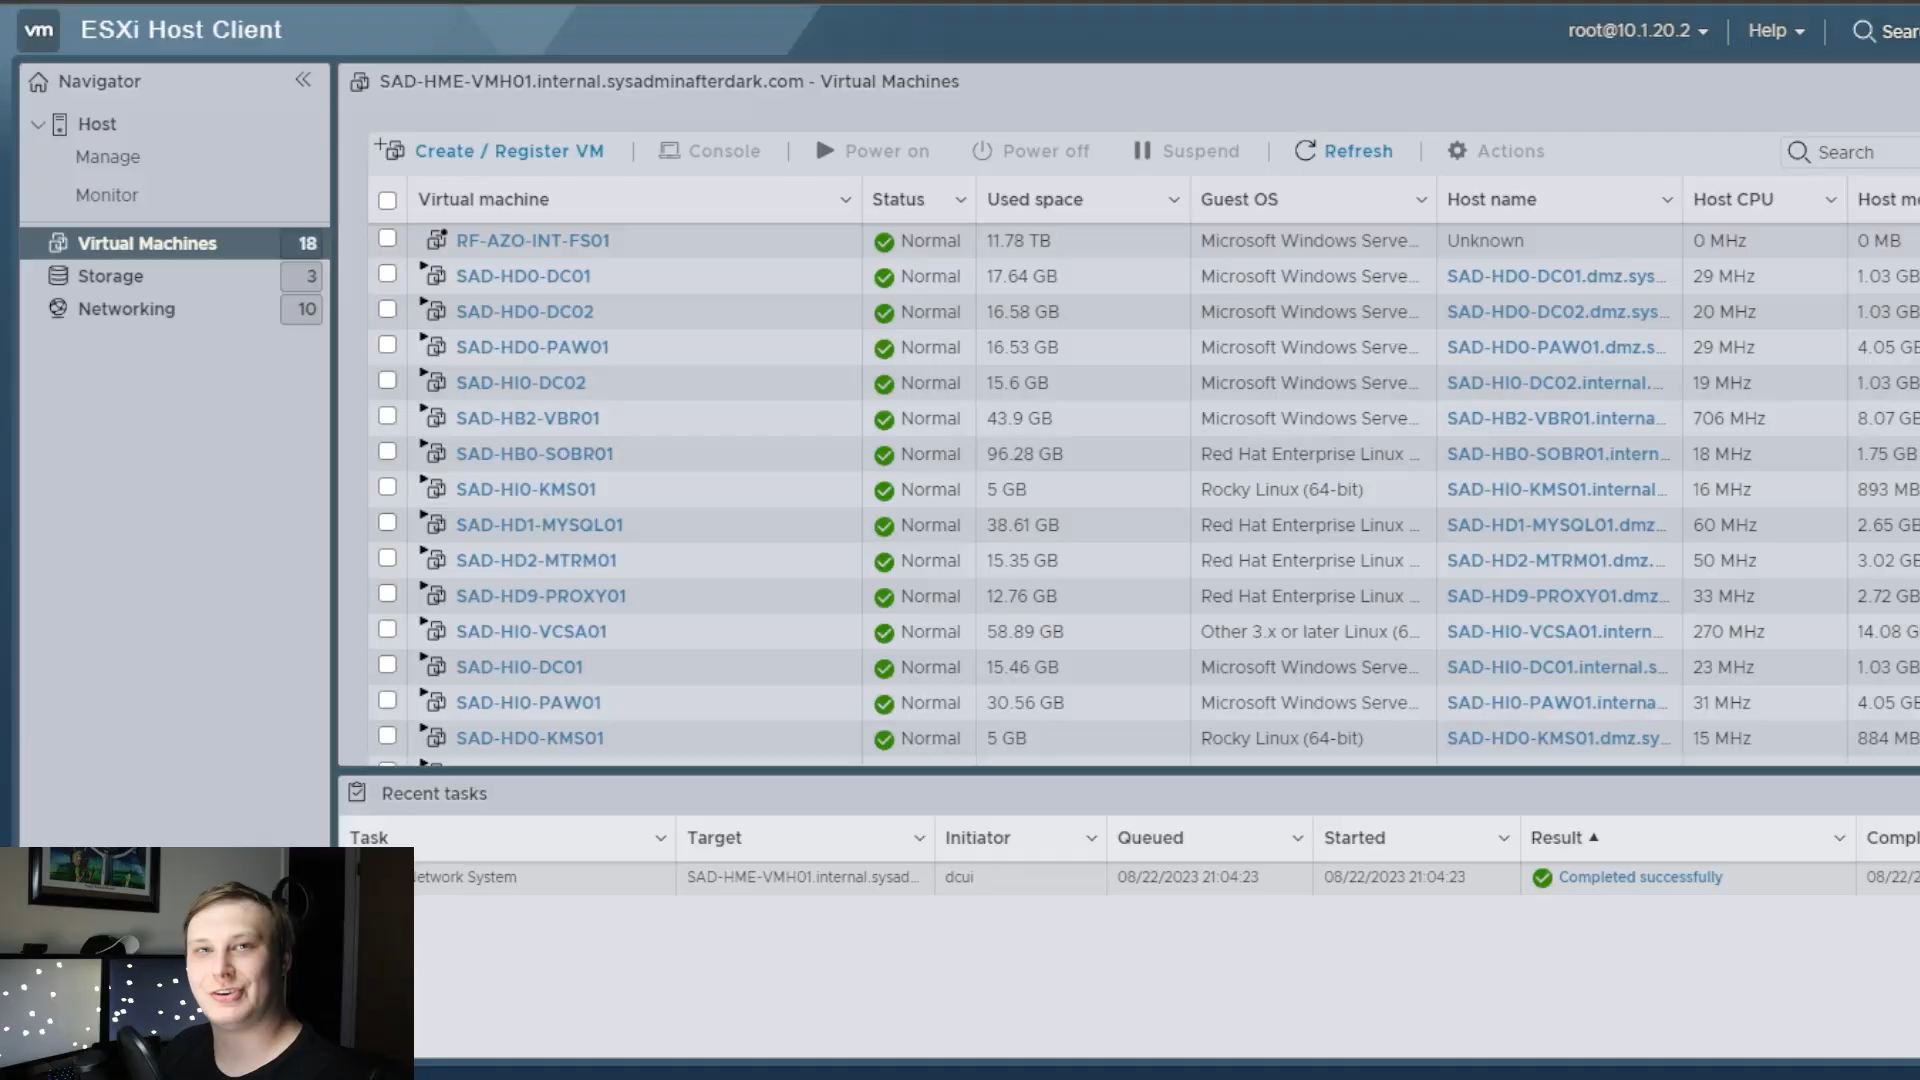 vm ESXi Host Client root@10.1.20.2 Help
Navigator
Host
Manage
Monitor
Virtual Machines 18
Storage 3
Networking 10
SAD-HME-VMH01.internal.sysadminafterdark.com - Virtual Machines
Create / Register VM Console Power on Power off Suspend Refresh Actions Search
Virtual machine Status Used space Guest OS Host name Host CPU Host
RF-AZO-INT-FS01 Normal 11.78 TB Microsoft Windows Serve... Unknown 0 MHz 0 MB
SAD-HD0-DC01 Normal 17.64 GB Microsoft Windows Serve... SAD-HD0-DC01.dmz.sys... 29 MHz 1.03 GB
SAD-HD0-DC02 Normal 16.58 GB Microsoft Windows Serve... SAD-HD0-DC02.dmz.sys... 20 MHz 1.03 GB
SAD-HD0-PAW01 Normal 16.53 GB Microsoft Windows Serve... SAD-HD0-PAW01.dmz.s... 29 MHz 4.05 GB
SAD-HI0-DC02 Normal 15.6 GB Microsoft Windows Serve... SAD-HI0-DC02.internal.... 19 MHz 1.03 GB
SAD-HB2-VBR01 Normal 43.9 GB Microsoft Windows Serve... SAD-HB2-VBR01.interna... 706 MHz 8.07 GB
SAD-HB0-SOBR01 Normal 96.28 GB Red Hat Enterprise Linux ... SAD-HB0-SOBR01.intern... 18 MHz 1.75 GB
SAD-HI0-KMS01 Normal 5 GB Rocky Linux (64-bit) SAD-HI0-KMS01.internal... 16 MHz 893 MB
SAD-HD1-MYSQL01 Normal 38.61 GB Red Hat Enterprise Linux ... SAD-HD1-MYSQL01.dmz... 60 MHz 2.65 GB
SAD-HD2-MTRM01 Normal 15.35 GB Red Hat Enterprise Linux ... SAD-HD2-MTRM01.dmz.... 50 MHz 3.02 GB
SAD-HD9-PROXY01 Normal 12.76 GB Red Hat Enterprise Linux ... SAD-HD9-PROXY01.dmz... 33 MHz 2.72 GB
SAD-HI0-VCSA01 Normal 58.89 GB Other 3.x or later Linux (6... SAD-HI0-VCSA01.intern... 270 MHz 14.08 G
SAD-HI0-DC01 Normal 15.46 GB Microsoft Windows Serve... SAD-HI0-DC01.internal.s... 23 MHz 1.03 GB
SAD-HI0-PAW01 Normal 30.56 GB Microsoft Windows Serve... SAD-HI0-PAW01.interna... 31 MHz 4.05 GB
SAD-HD0-KMS01 Normal 5 GB Rocky Linux (64-bit) SAD-HD0-KMS01.dmz.sy... 15 MHz 884 MB
Recent tasks
Task Target Initiator Queued Started Result Compl
etwork System SAD-HME-VMH01.internal.sysad... dcui 08/22/2023 21:04:23 08/22/2023 21:04:23 Completed successfully 08/22/2